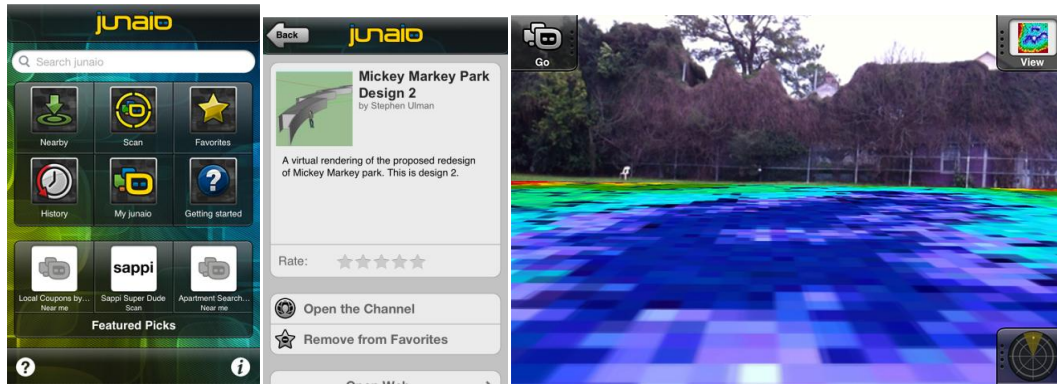 junaio
Search junaio
Nearby
Scan
Favorites
History
My junaio
Getting started
sappi
Local Coupons by...
Sappi Super Dude
Apartment Search...
Near me
Scan
Near me
Featured Picks
?
i
Back
junaio
Mickey Markey Park
Design 2
by Stephen Ulman
A virtual rendering of the proposed redesign
of Mickey Markey park. This is design 2.
Rate:
Open the Channel
Remove from Favorites
Open Web
Go
View